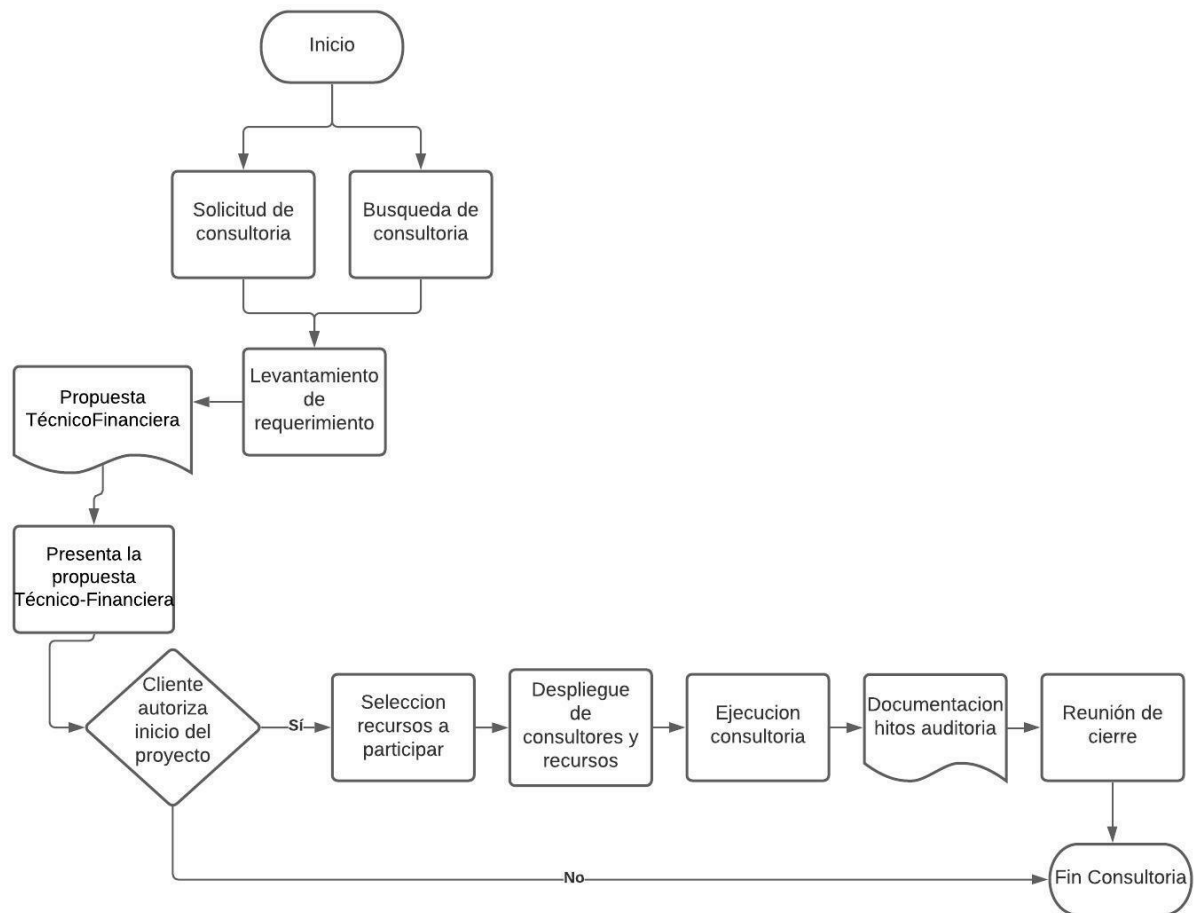 Inicio
Solicitud de
consultoria
Busqueda de
consultoria
Levantamiento
de
requerimiento
Propuesta
TécnicoFinanciera
Presenta la
propuesta
Técnico-Financiera
Cliente
autoriza
inicio del
proyecto
Sí
Seleccion
recursos a
participar
Despliegue
de
consultores y
recursos
Ejecucion
consultoria
Documentacion
hitos auditoria
Reunión de
cierre
No
Fin Consultoria